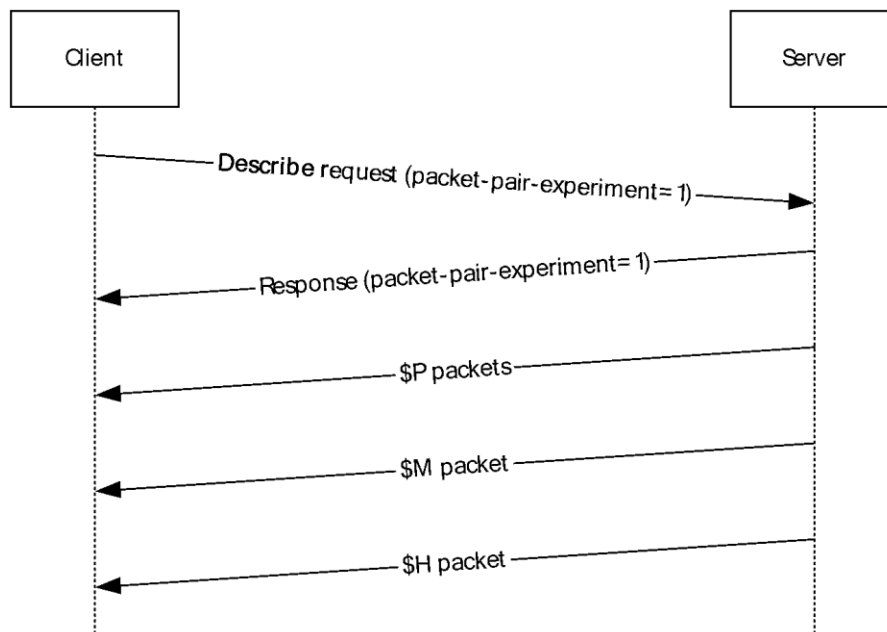 Client
Server
Describe request (packet-pair-experiment=1)
Response (packet-pair-experiment=1)
$P packets
$M packet
$H packet